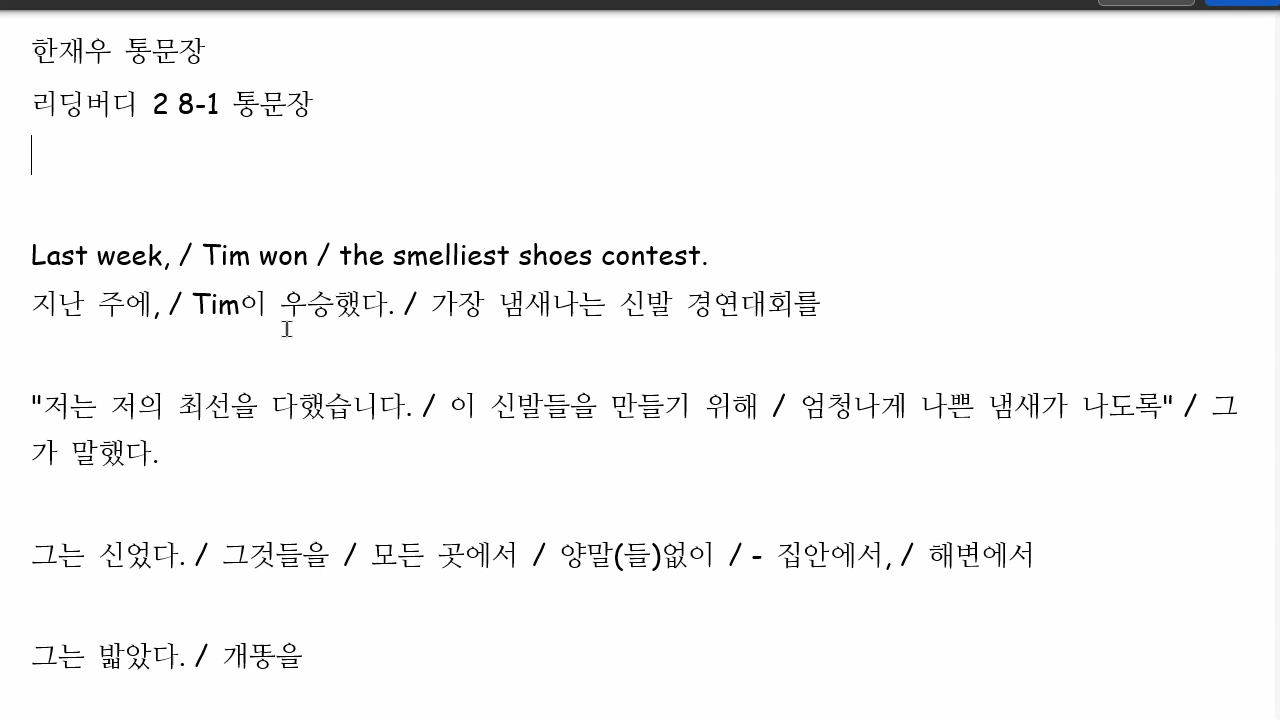 한재우 통문장
리딩버디 2 8-1 통문장
Last week, / Tim won / the smelliest shoes contest.
지난 주에, / Tim이 우승했다. / 가장 냄새나는 신발 경연대회를
"저는 저의 최선을 다했습니다. / 이 신발들을 만들기 위해 / 엄청나게 나쁜 냄새가 나도록" / 그
가 말했다.
그는 신었다. / 그것들을 / 모든 곳에서 / 양말(들)없이 / - 집안에서, / 해변에서
그는 밟았다. / 개똥을